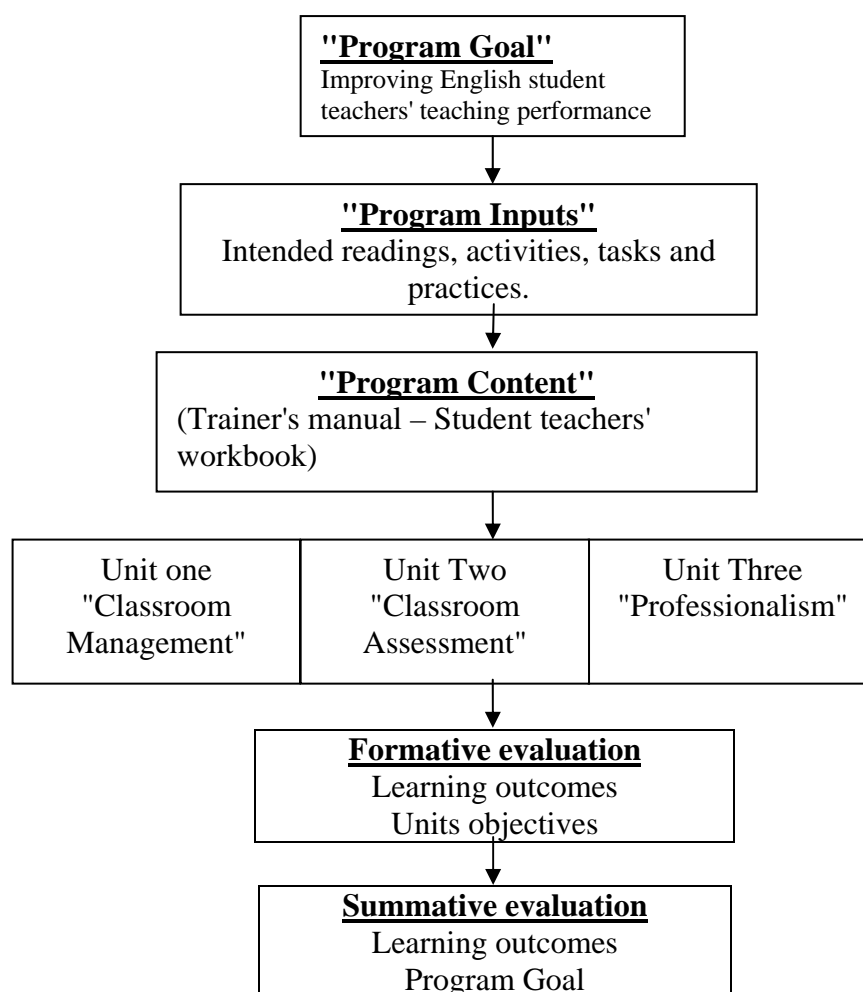 "Program Goal"
Improving English student
teachers' teaching performance
"Program Inputs"
Intended readings, activities, tasks and
practices.
"Program Content"
(Trainer's manual – Student teachers'
workbook)
Unit one
"Classroom
Management"
Unit Two
"Classroom
Assessment"
Unit Three
"Professionalism"
Formative evaluation
Learning outcomes
Units objectives
Summative evaluation
Learning outcomes
Program Goal